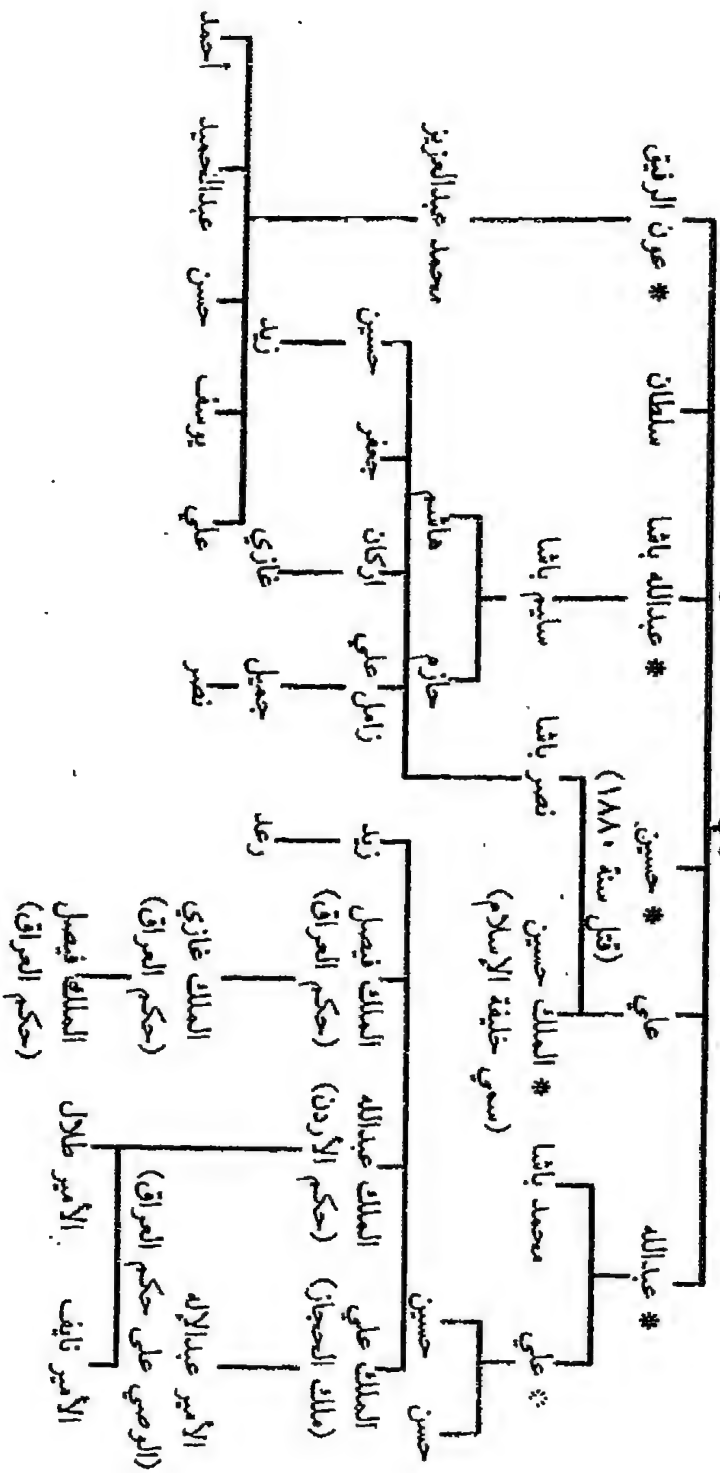 عبدالله *
علي
* حسين
(قتل سنة ١٨٨٠)
عبدالله باشا *
سلطان
عون الرفيق *
علي *
محمد باشا
الملك حسين *
(سمي خليفة الإسلام)
نصر باشا
سليم باشا
محمد عبدالعزيز
حسن
حسين
حازم
هاشم
الملك علي
(ملك الحجاز)
الملك عبدالله
(حكم الأردن)
الملك فيصل
(حكم العراق)
زيد
علي
زامل
اركان
جعفر
حسين
الأمير عبدالإله
(الوصي على حكم العراق)
الملك غازي
(حكم العراق)
رعد
جميل
غازي
زيد
علي
يوسف
حسن
عبدالحميد
أحمد
الأمير نايف
الأمير طلال
الملك فيصل
(حكم العراق)
نصر